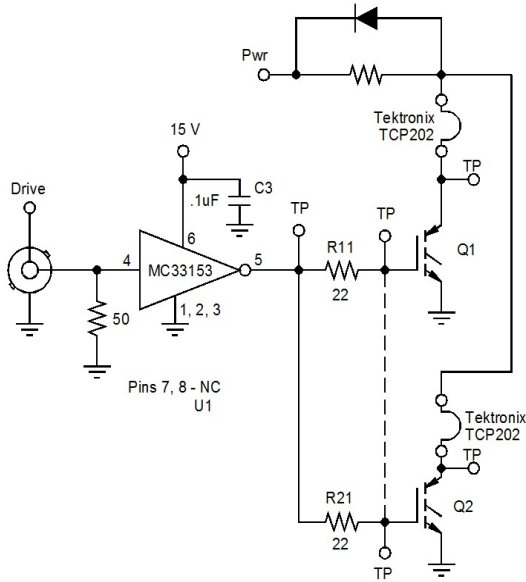 Pwr
Tektronix
TCP202
TP
15 V
C3
.1uF
Drive
TP
TP
6
4
MC33153
5
R11
22
Q1
1, 2, 3
50
Pins 7, 8 - NC
U1
Tektronix
TCP202
TP
R21
22
Q2
TP